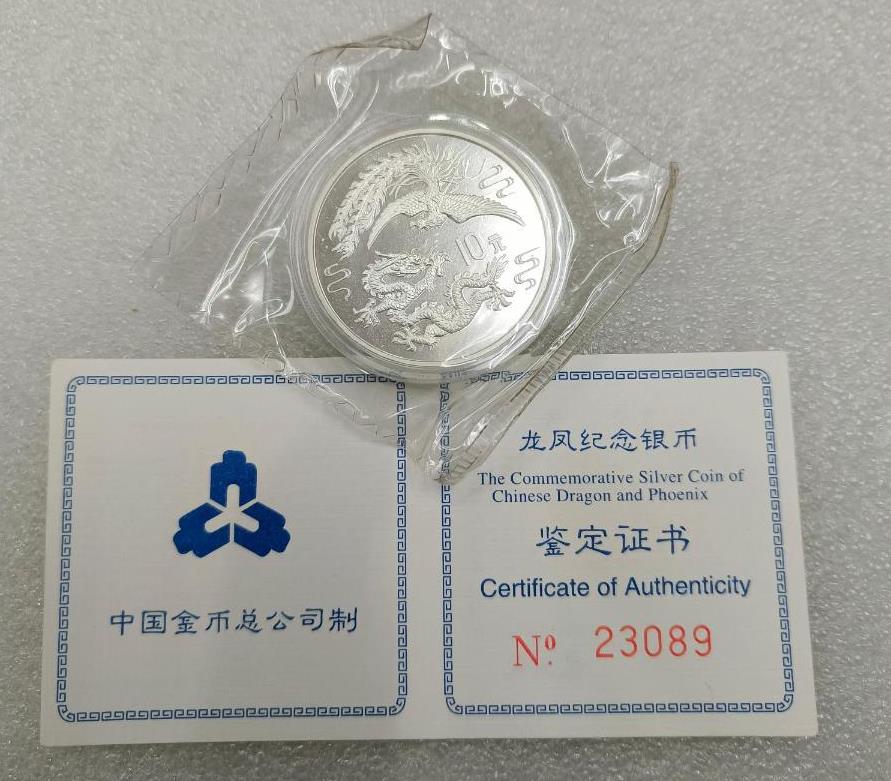 10元
中国金币总公司制
龙凤纪念银币
The Commemorative Silver Coin of
Chinese Dragon and Phoenix
鉴定证书
Certificate of Authenticity
Nº. 23089